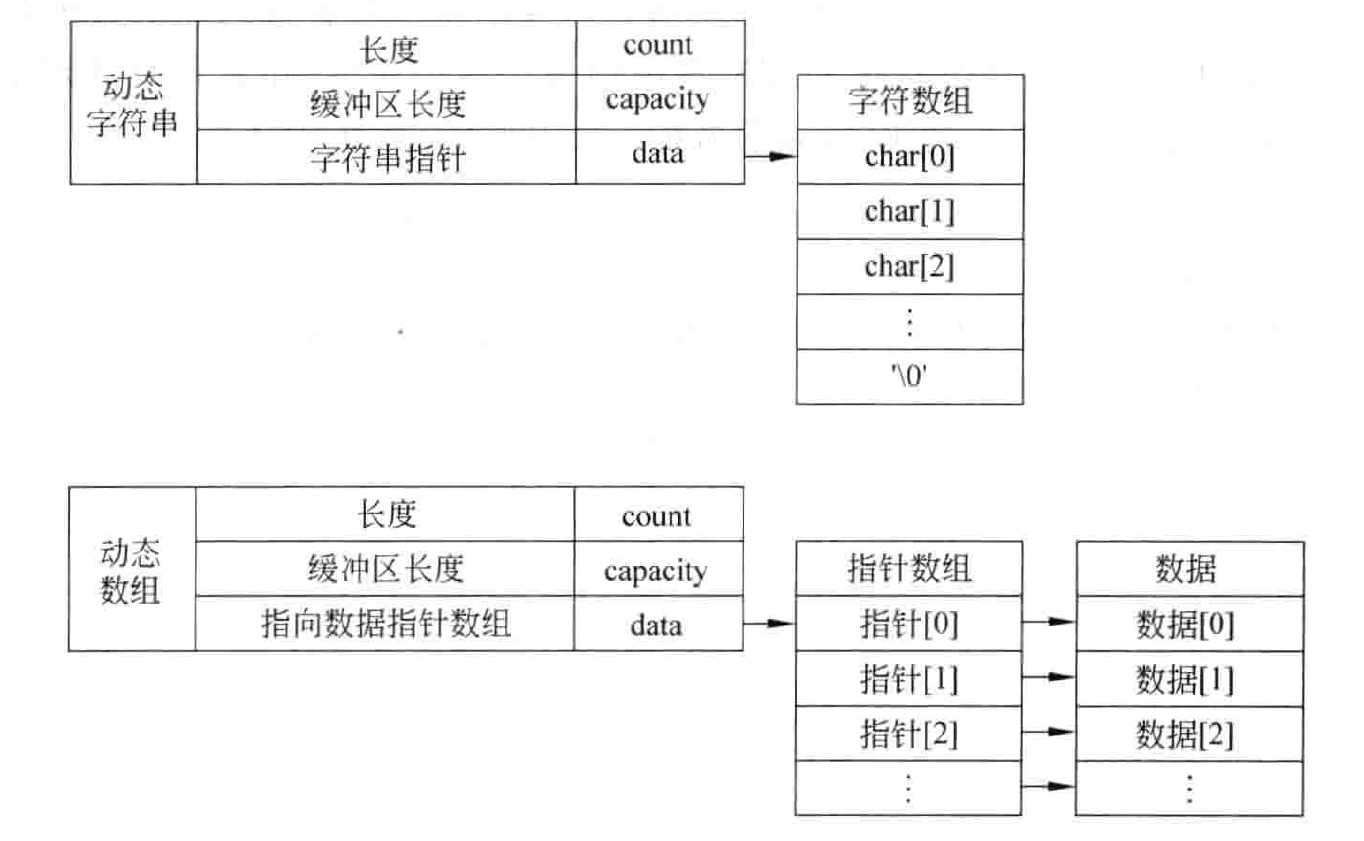 动态
字符串
长度 count
缓冲区长度 capacity
字符串指针 data
字符数组
char[0]
char[1]
char[2]
⋮
'\0'
动态
数组
长度 count
缓冲区长度 capacity
指向数据指针数组 data
指针数组 数据
指针[0] 数据[0]
指针[1] 数据[1]
指针[2] 数据[2]
⋮ ⋮